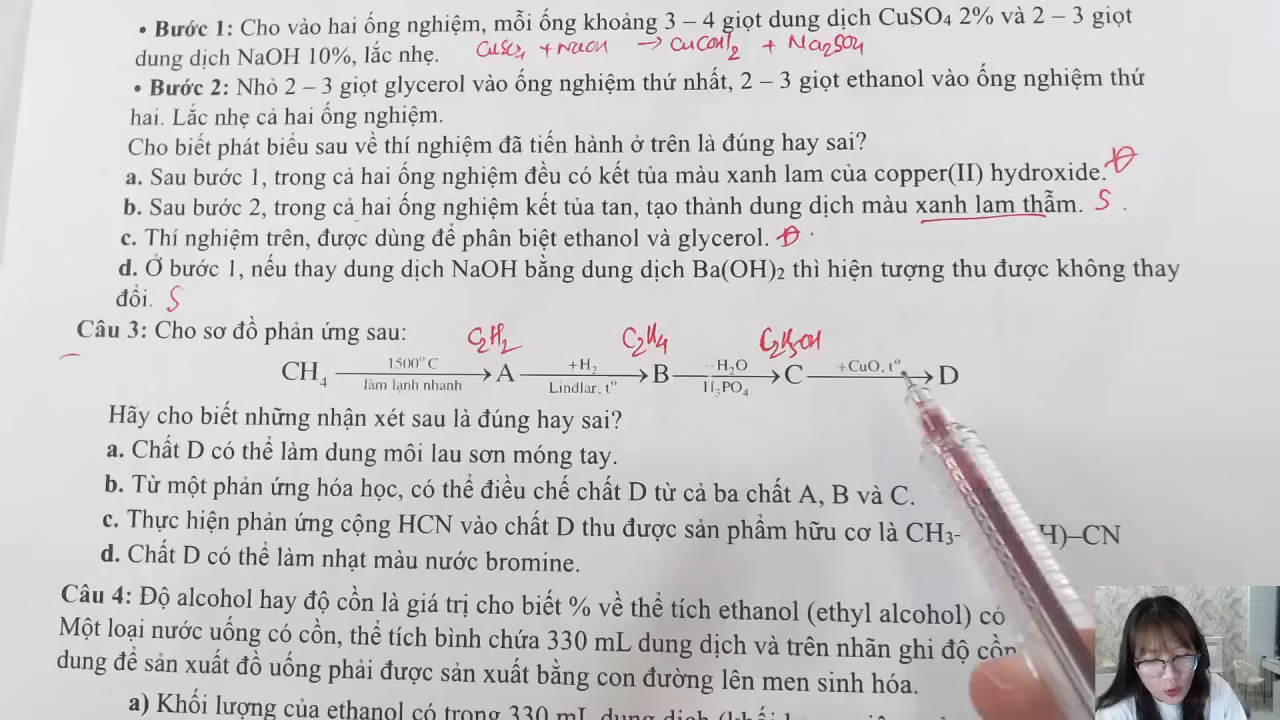 • Bước 1: Cho vào hai ống nghiệm, mỗi ống khoảng 3 – 4 giọt dung dịch CuSO₄ 2% và 2 – 3 giọt
dung dịch NaOH 10%, lắc nhẹ. CuSO₄ + NaOH → Cu(OH)₂ + Na₂SO₄
• Bước 2: Nhỏ 2 – 3 giọt glycerol vào ống nghiệm thứ nhất, 2 – 3 giọt ethanol vào ống nghiệm thứ
hai. Lắc nhẹ cả hai ống nghiệm.
Cho biết phát biểu sau về thí nghiệm đã tiến hành ở trên là đúng hay sai?
a. Sau bước 1, trong cả hai ống nghiệm đều có kết tủa màu xanh lam của copper(II) hydroxide. Đ
b. Sau bước 2, trong cả hai ống nghiệm kết tủa tan, tạo thành dung dịch màu xanh lam thẫm. S
c. Thí nghiệm trên, được dùng để phân biệt ethanol và glycerol. Đ
d. Ở bước 1, nếu thay dung dịch NaOH bằng dung dịch Ba(OH)₂ thì hiện tượng thu được không thay
đổi. S
Câu 3: Cho sơ đồ phản ứng sau:
C₂H₂ C₂H₄ C₂H₅OH
1500°C +H₂ H₂O +CuO, t°
CH₄ → A → B → C → D
làm lạnh nhanh Lindlar, t° H₃PO₄
Hãy cho biết những nhận xét sau là đúng hay sai?
a. Chất D có thể làm dung môi lau sơn móng tay.
b. Từ một phản ứng hóa học, có thể điều chế chất D từ cả ba chất A, B và C.
c. Thực hiện phản ứng cộng HCN vào chất D thu được sản phẩm hữu cơ là CH₃- H)–CN
d. Chất D có thể làm nhạt màu nước bromine.
Câu 4: Độ alcohol hay độ cồn là giá trị cho biết % về thể tích ethanol (ethyl alcohol) có
Một loại nước uống có cồn, thể tích bình chứa 330 mL dung dịch và trên nhãn ghi độ cồn
dung để sản xuất đồ uống phải được sản xuất bằng con đường lên men sinh hóa.
a) Khối lượng của ethanol có trong 330 mL dung dịch (khối